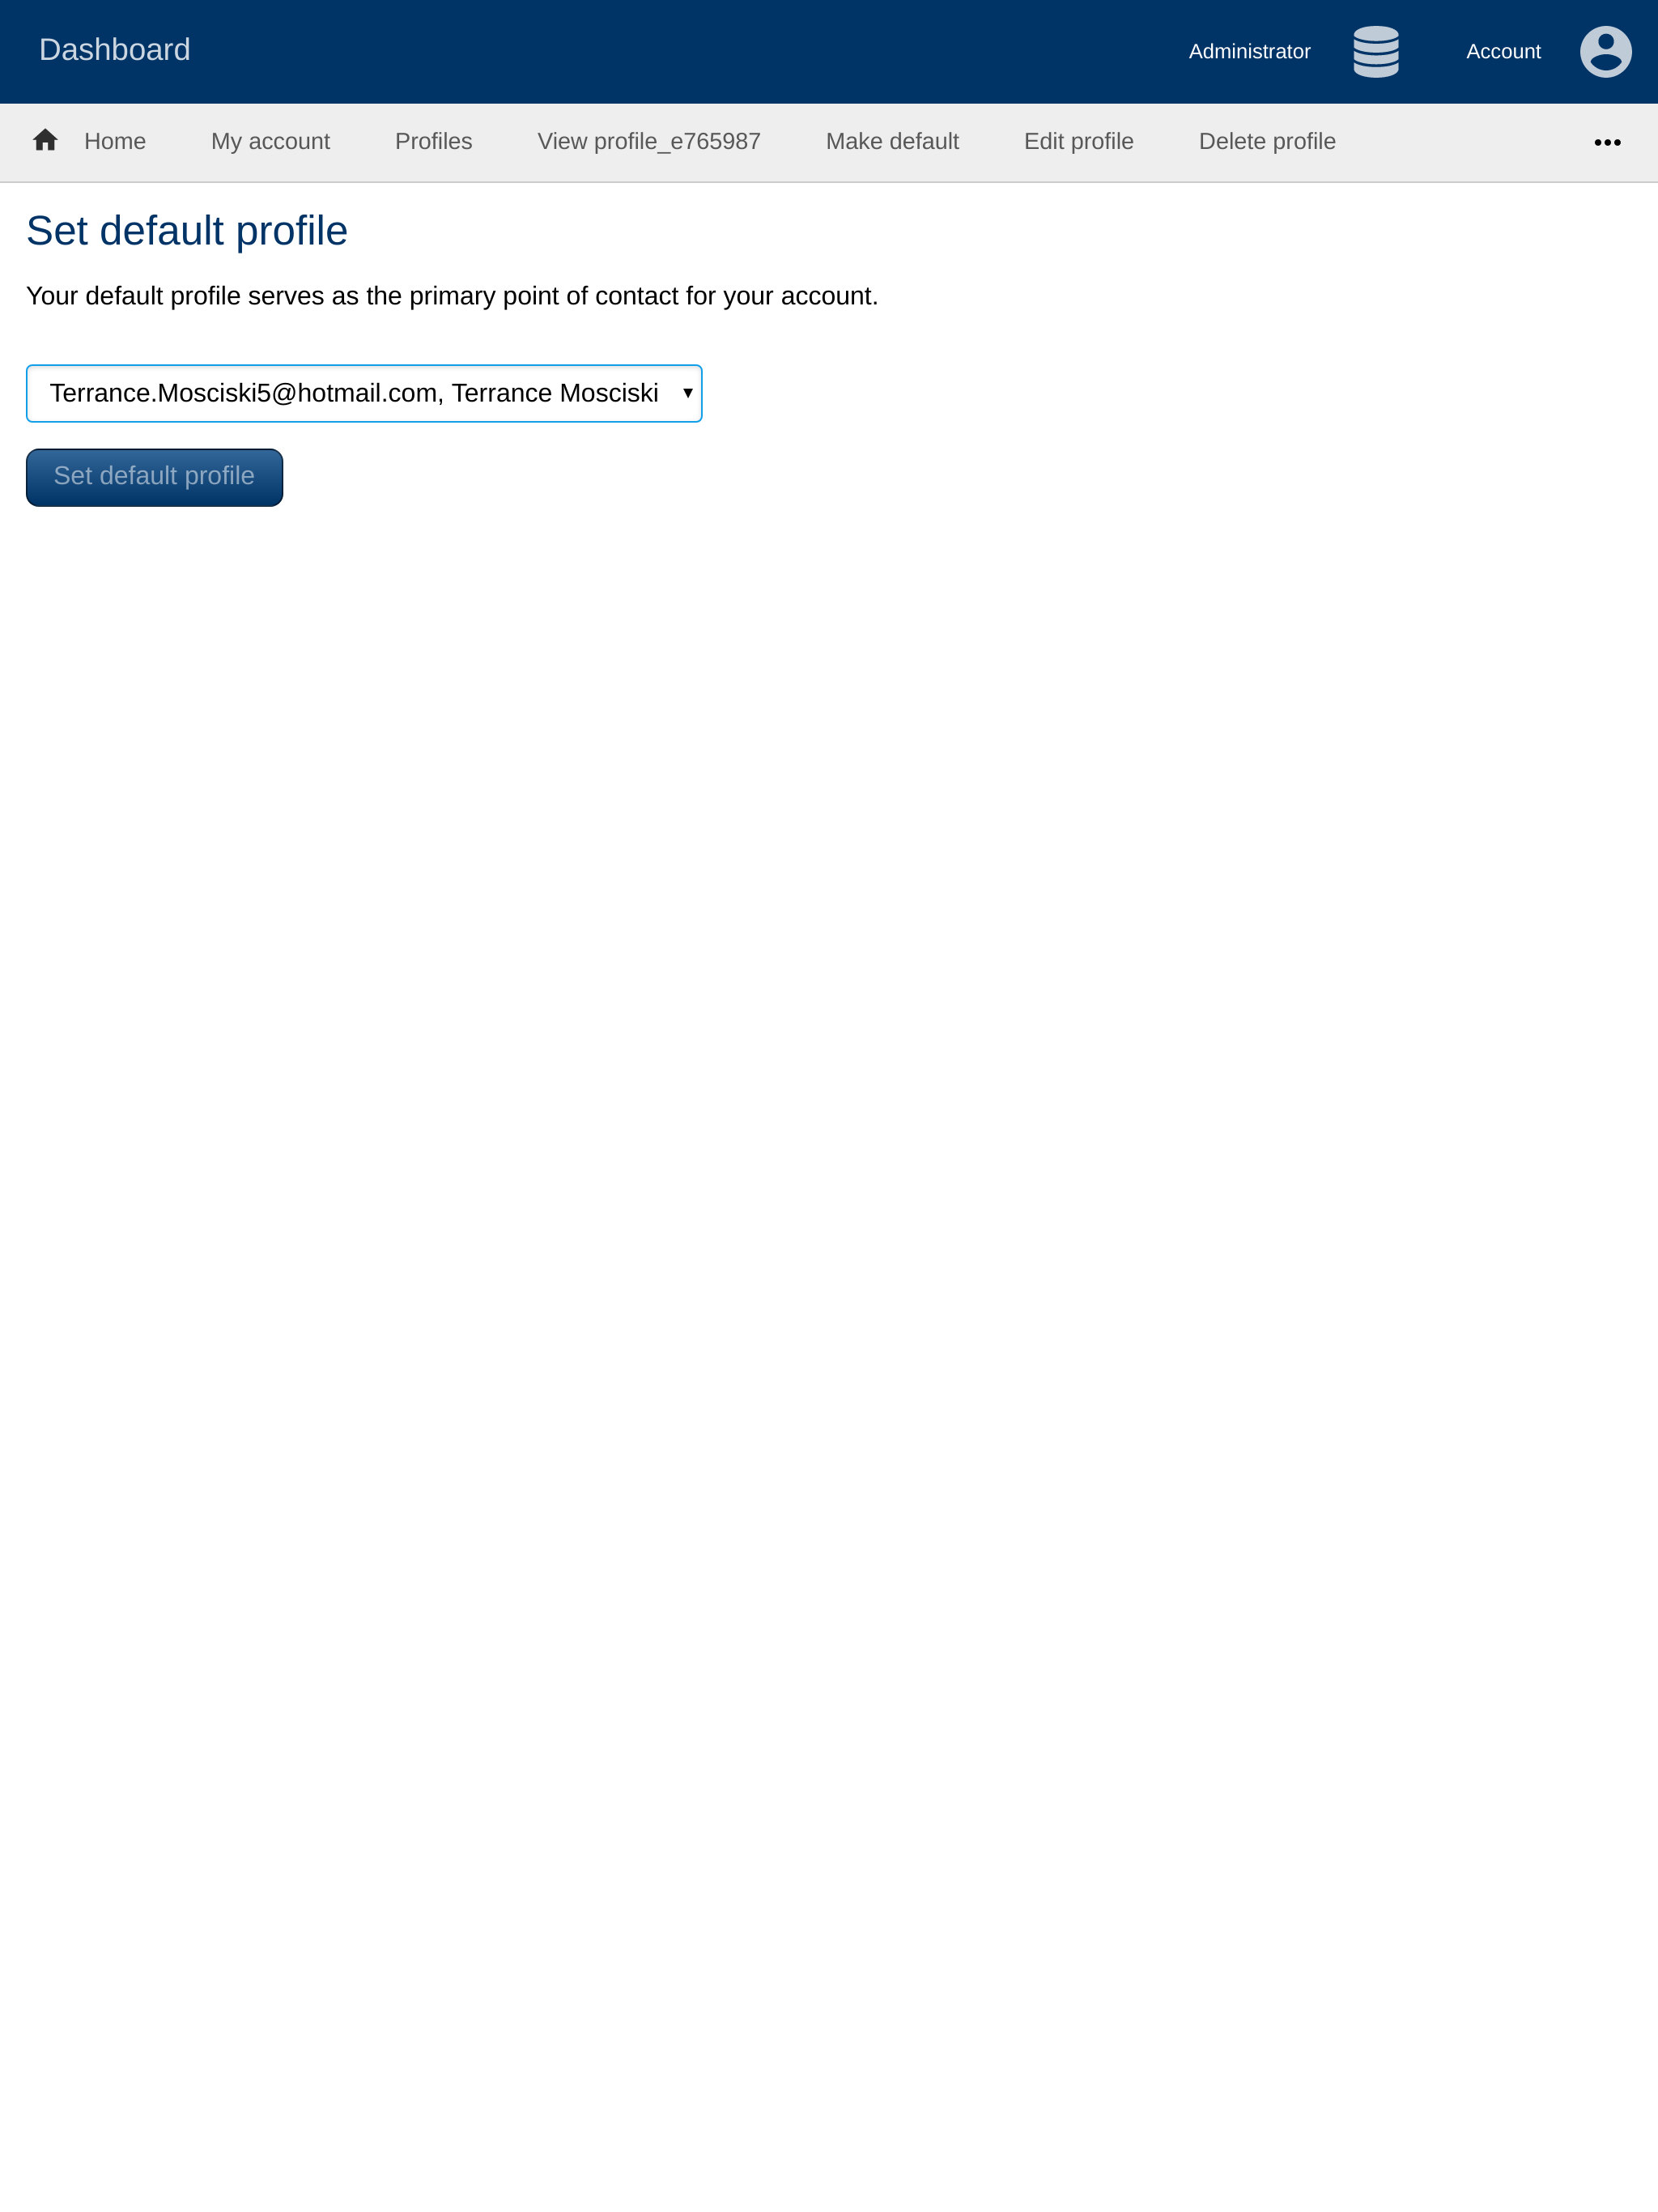 Dashboard Administrator Account
Home My account Profiles View profile_e765987 Make default Edit profile Delete profile
Set default profile
Your default profile serves as the primary point of contact for your account.
Terrance.Mosciski5@hotmail.com, Terrance Mosciski
Set default profile